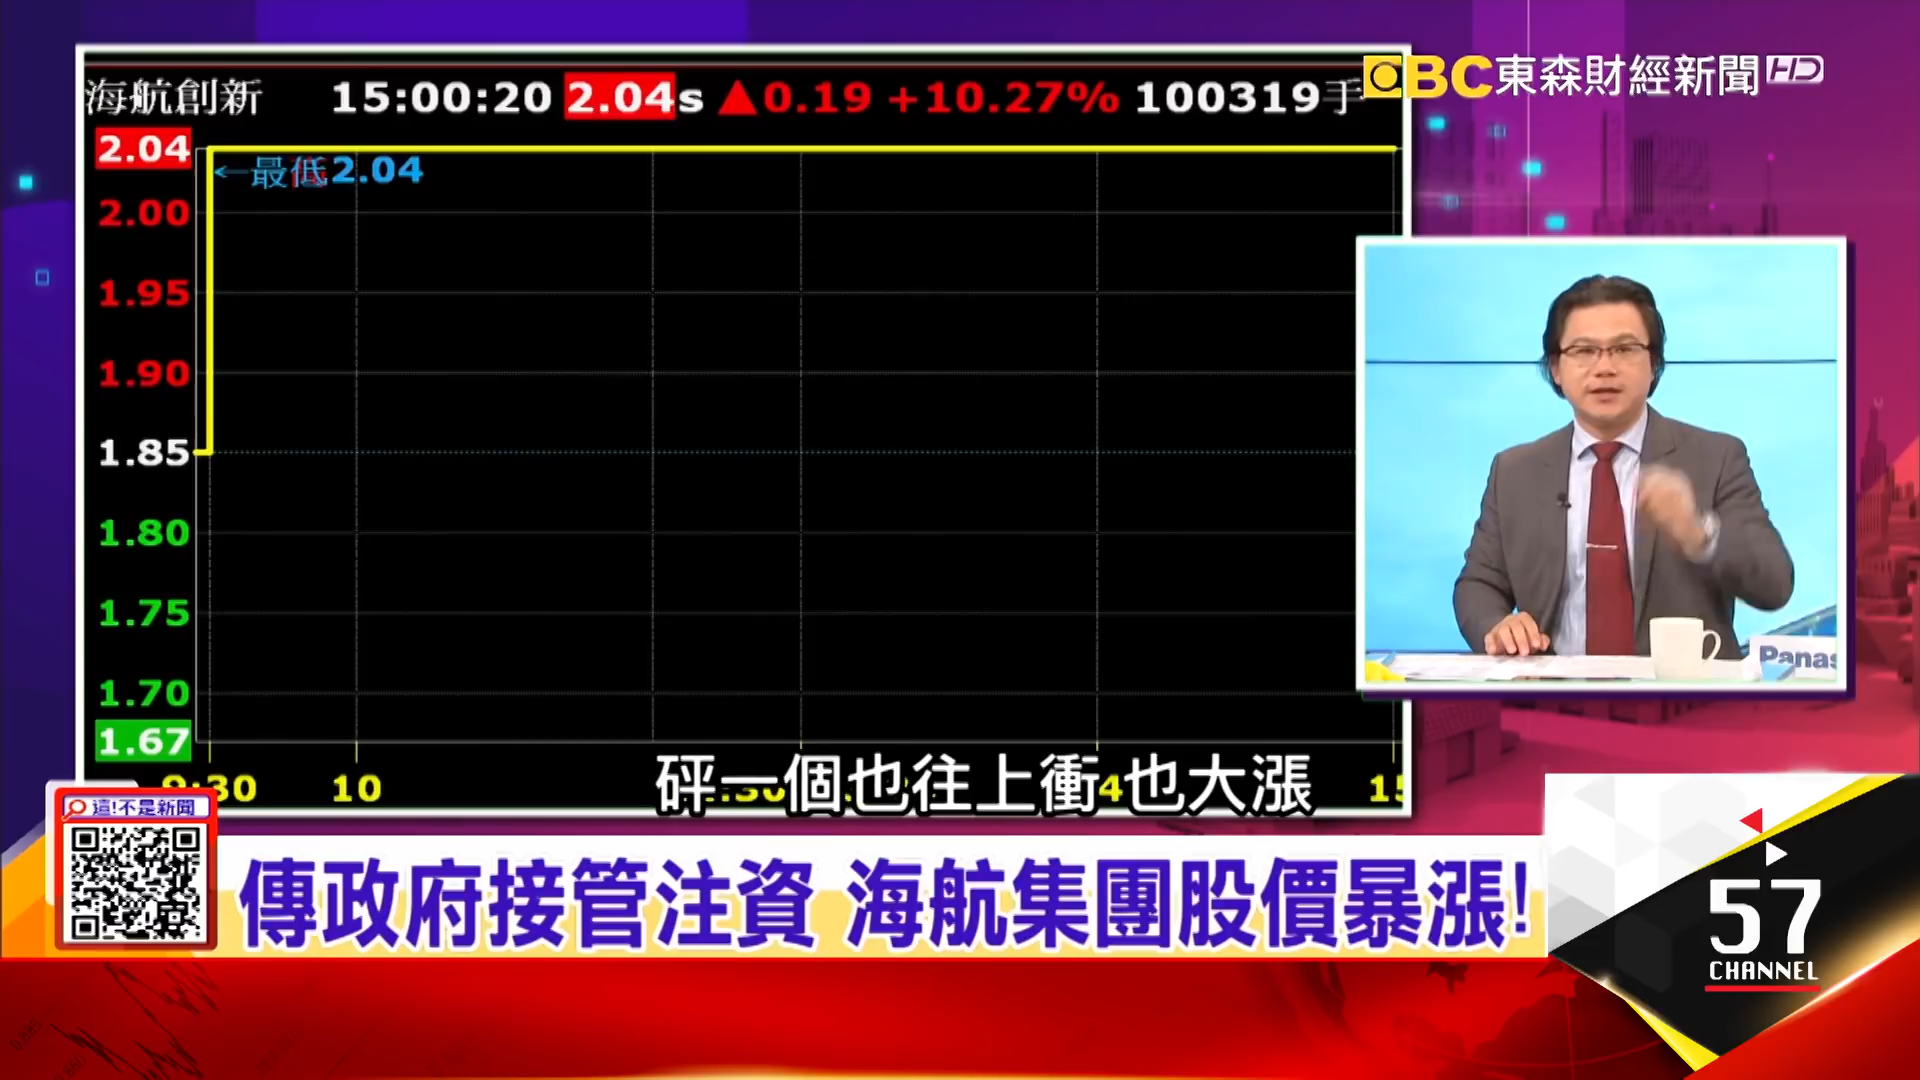 海航創新 15:00:20 2.04s ▲0.19 +10.27% 100319手
EBC東森財經新聞HD
2.04
←最低2.04
2.00
1.95
1.90
1.85
1.80
1.75
1.70
1.67
9:30 10 15
砰一個也往上衝 也大漲
Panas
這!不是新聞
傳政府接管注資 海航集團股價暴漲!
57
CHANNEL